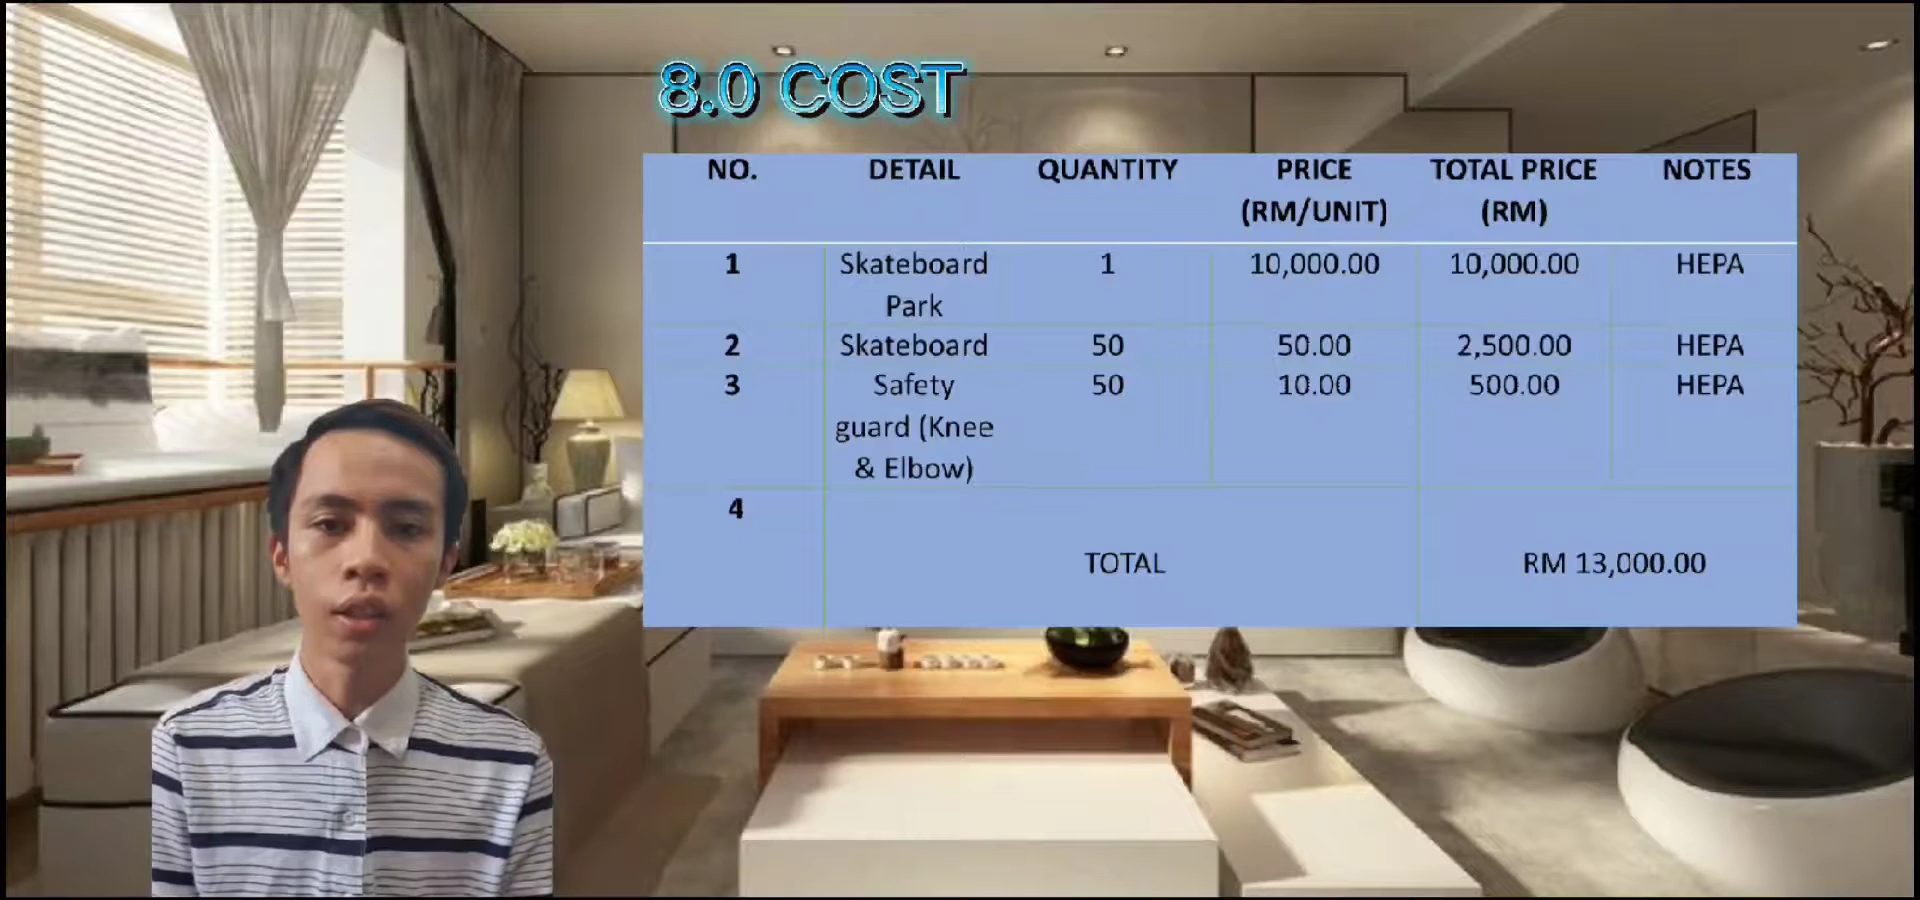 8.0 COST
NO. DETAIL QUANTITY PRICE TOTAL PRICE NOTES
(RM/UNIT) (RM)
1 Skateboard 1 10,000.00 10,000.00 HEPA
Park
2 Skateboard 50 50.00 2,500.00 HEPA
3 Safety 50 10.00 500.00 HEPA
guard (Knee
& Elbow)
4
TOTAL RM 13,000.00